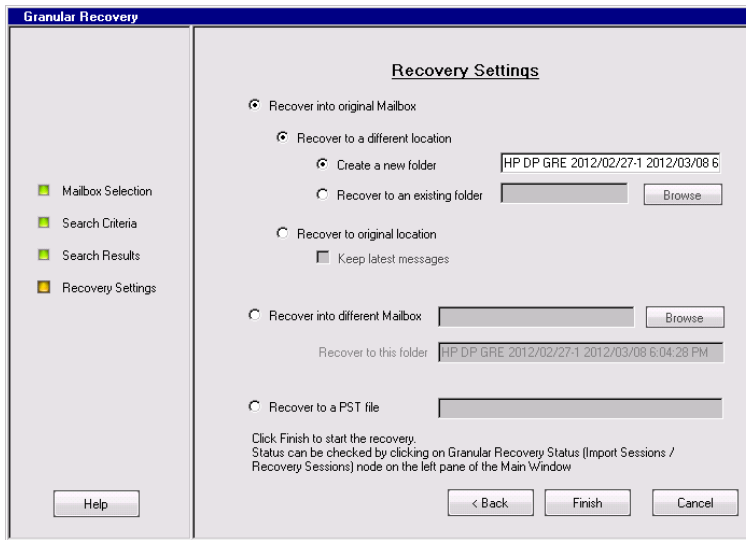 Granular Recovery
Recovery Settings
Recover into original Mailbox
Recover to a different location
Create a new folder HP DP GRE 2012/02/27-1 2012/03/08 6
Recover to an existing folder Browse
Mailbox Selection
Search Criteria
Search Results
Recovery Settings
Recover to original location
Keep latest messages
Recover into different Mailbox Browse
Recover to this folder HP DP GRE 2012/02/27-1 2012/03/08 6:04:28 PM
Recover to a PST file
Click Finish to start the recovery.
Status can be checked by clicking on Granular Recovery Status (Import Sessions /
Recovery Sessions) node on the left pane of the Main Window
Help < Back Finish Cancel